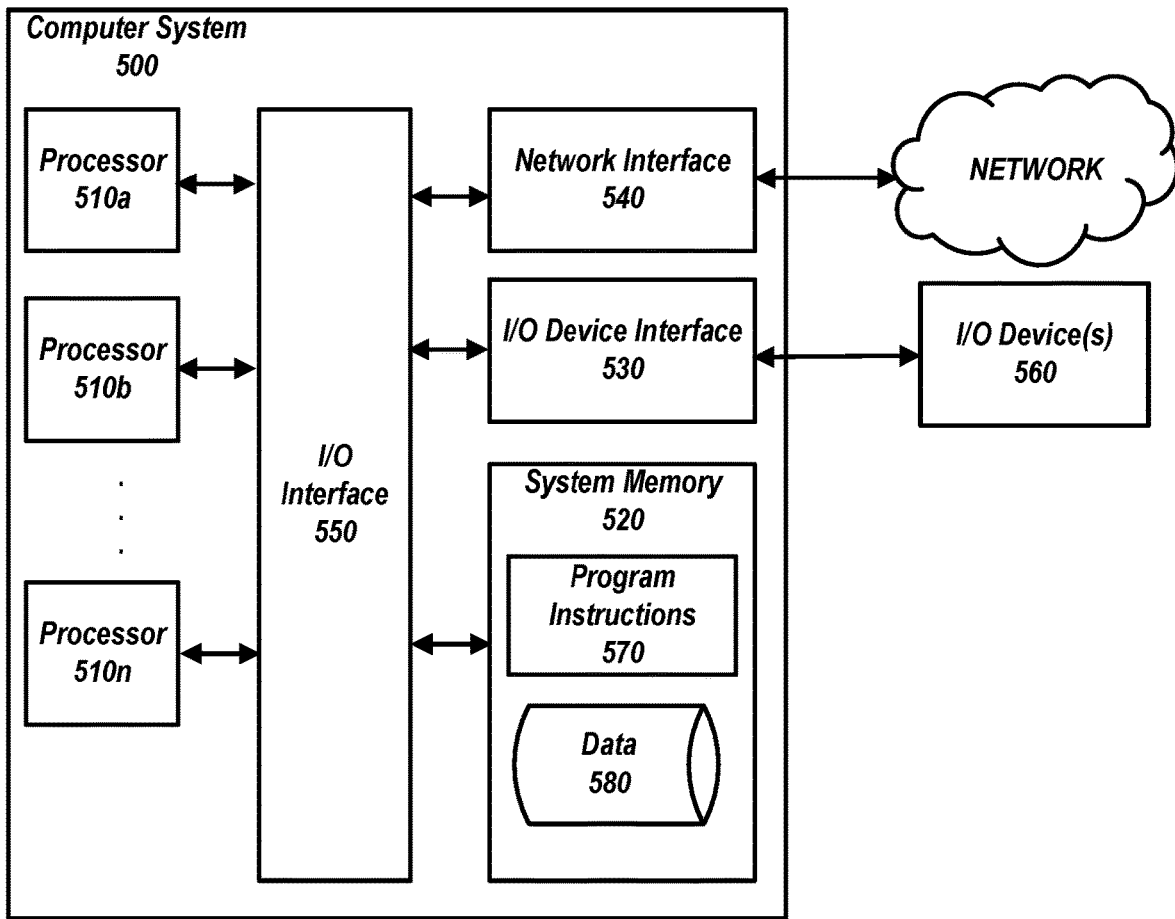 Computer System
500
Processor
510a
Processor
510b
.
.
.
Processor
510n
I/O
Interface
550
Network Interface
540
I/O Device Interface
530
System Memory
520
Program
Instructions
570
Data
580
NETWORK
I/O Device(s)
560